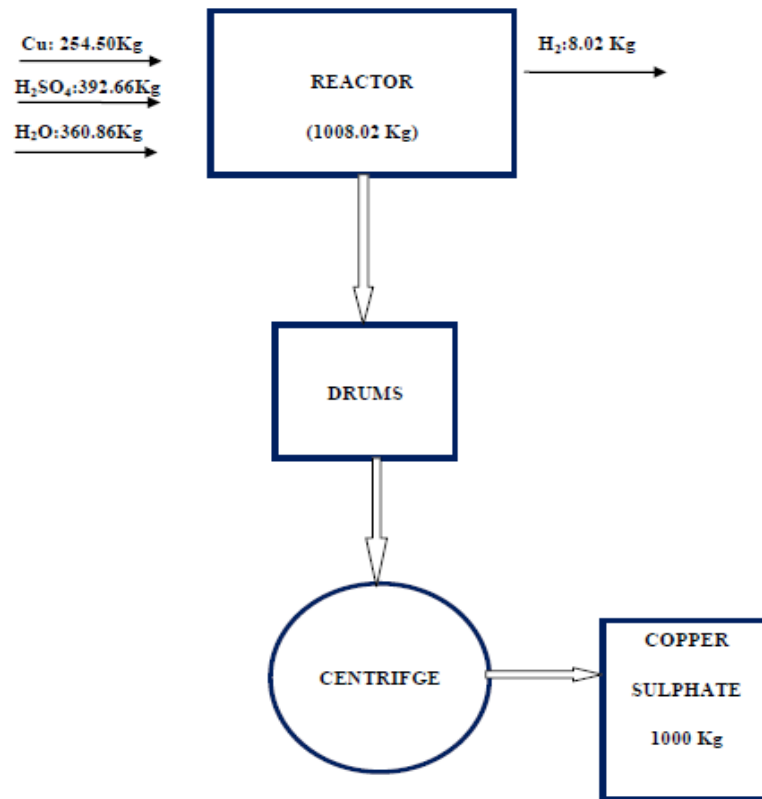 Cu: 254.50Kg
H₂SO₄:392.66Kg
H₂O:360.86Kg
REACTOR
(1008.02 Kg)
H₂:8.02 Kg
DRUMS
CENTRIFGE
COPPER
SULPHATE
1000 Kg